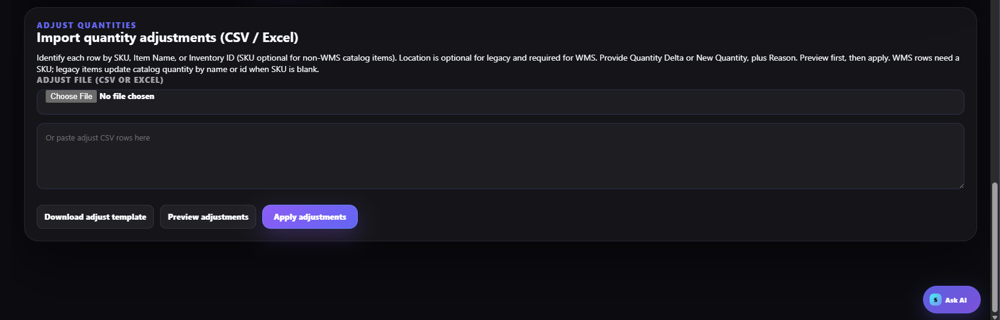 ADJUST QUANTITIES
Import quantity adjustments (CSV / Excel)
Identify each row by SKU, Item Name, or Inventory ID (SKU optional for non-WMS catalog items). Location is optional for legacy and required for WMS. Provide Quantity Delta or New Quantity, plus Reason. Preview first, then apply. WMS rows need a
SKU; legacy items update catalog quantity by name or id when SKU is blank.
ADJUST FILE (CSV OR EXCEL)
Choose File No file chosen
Or paste adjust CSV rows here
Download adjust template Preview adjustments Apply adjustments
S Ask AI